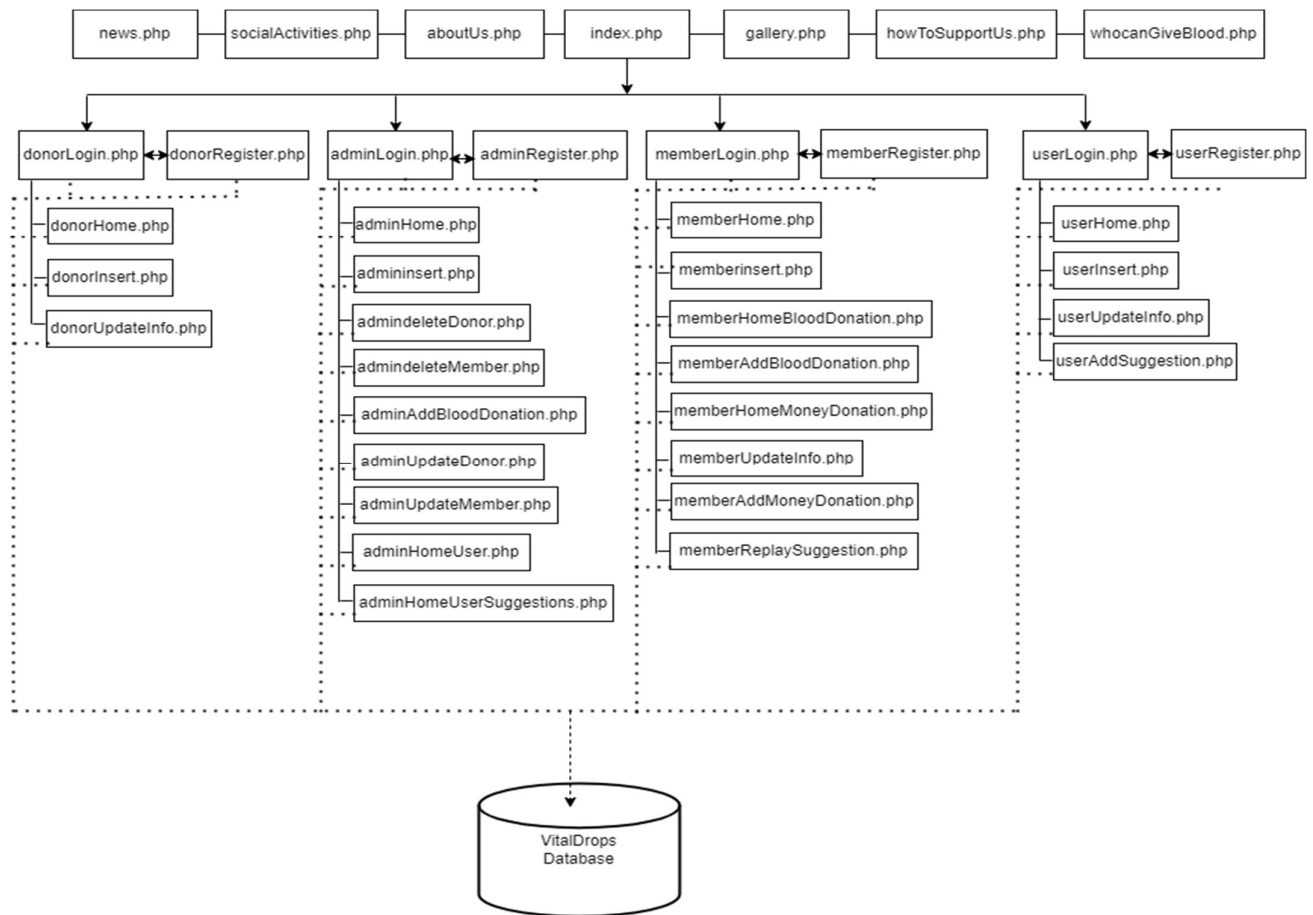 news.php
socialActivities.php
aboutUs.php
index.php
gallery.php
howToSupportUs.php
whocanGiveBlood.php
donorLogin.php
donorRegister.php
adminLogin.php
adminRegister.php
memberLogin.php
memberRegister.php
userLogin.php
userRegister.php
donorHome.php
donorInsert.php
donorUpdateInfo.php
adminHome.php
admininsert.php
admindeleteDonor.php
admindeleteMember.php
adminAddBloodDonation.php
adminUpdateDonor.php
adminUpdateMember.php
adminHomeUser.php
adminHomeUserSuggestions.php
memberHome.php
memberinsert.php
memberHomeBloodDonation.php
memberAddBloodDonation.php
memberHomeMoneyDonation.php
memberUpdateInfo.php
memberAddMoneyDonation.php
memberReplaySuggestion.php
userHome.php
userInsert.php
userUpdateInfo.php
userAddSuggestion.php
VitalDrops
Database